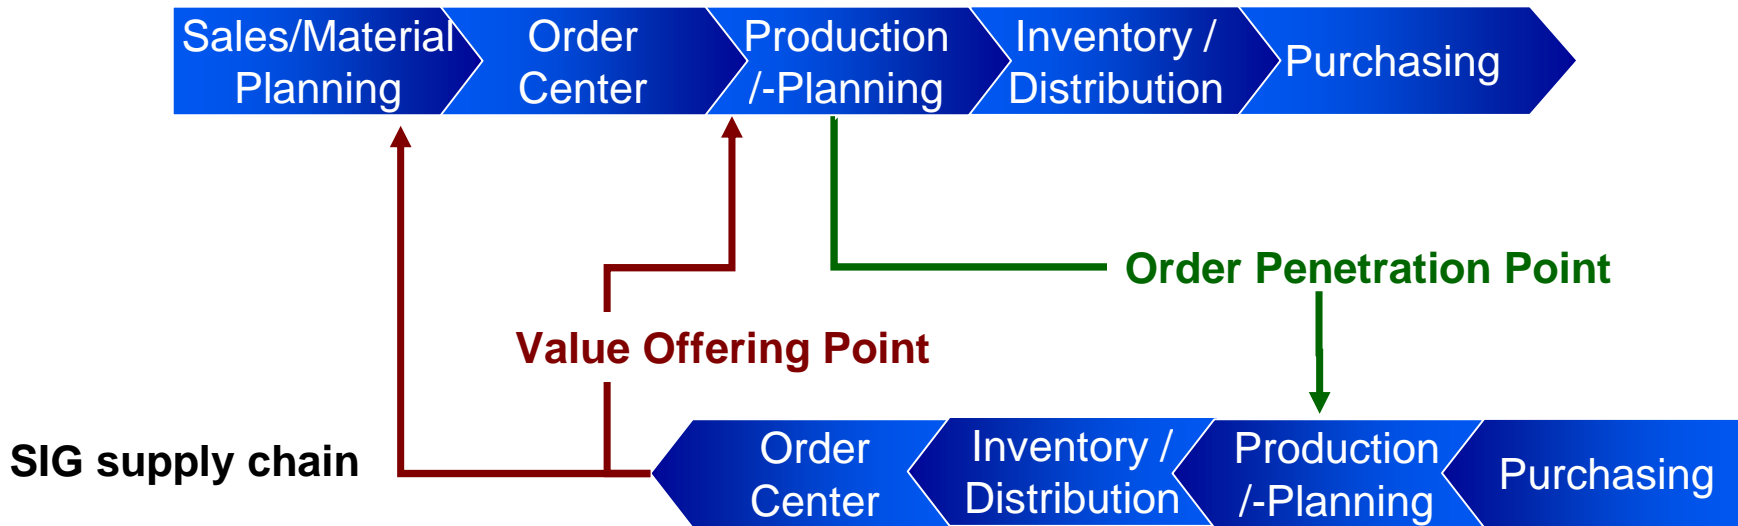 Sales/Material
Planning
Order
Center
Production
/-Planning
Inventory /
Distribution
Purchasing
Order Penetration Point
Value Offering Point
SIG supply chain
Order
Center
Inventory /
Distribution
Production
/-Planning
Purchasing